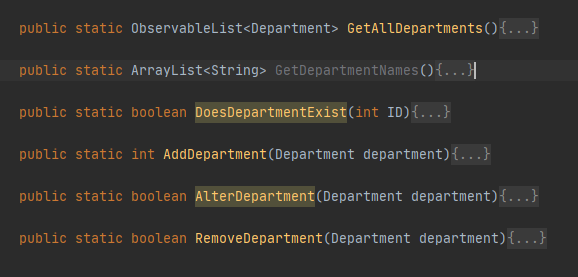 public static ObservableList<Department> GetAllDepartments(){...}
public static ArrayList<String> GetDepartmentNames(){...}
public static boolean DoesDepartmentExist(int ID){...}
public static int AddDepartment(Department department){...}
public static boolean AlterDepartment(Department department){...}
public static boolean RemoveDepartment(Department department){...}